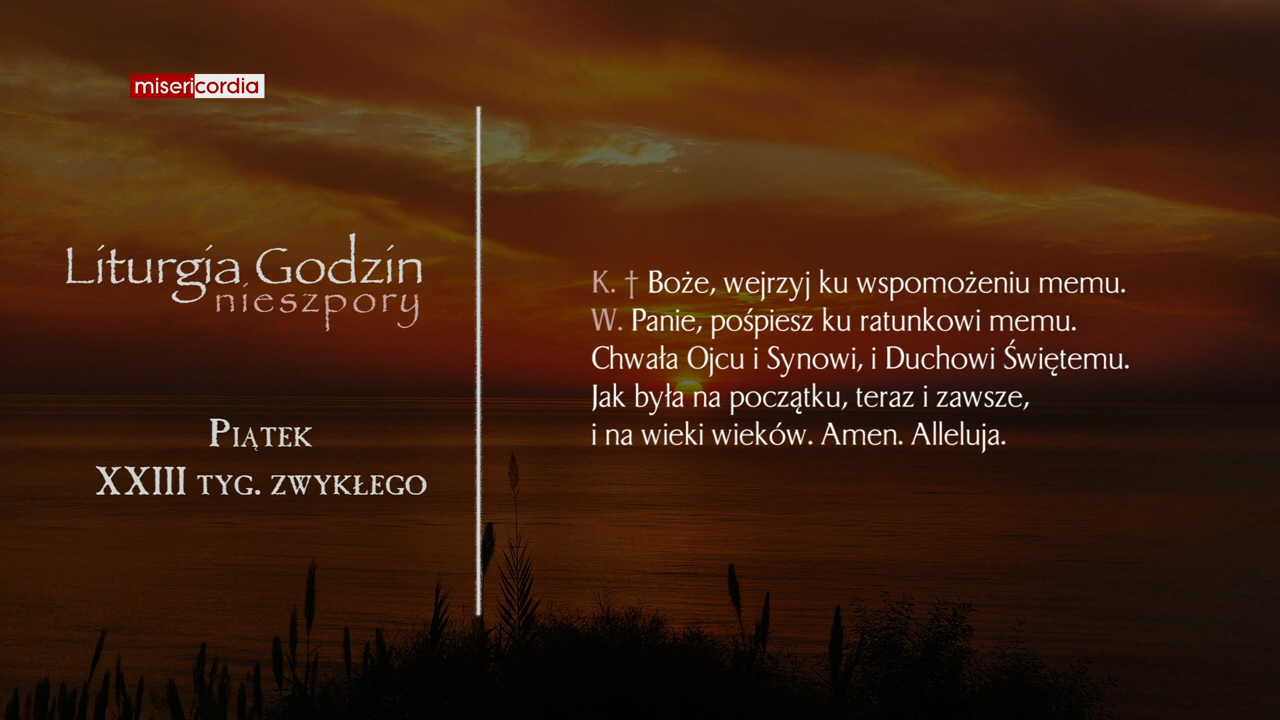 misericordia
Liturgia Godzin
nieszpory
Piątek
XXIII tyg. zwykłego
K. † Boże, wejrzyj ku wspomożeniu memu.
W. Panie, pośpiesz ku ratunkowi memu.
Chwała Ojcu i Synowi, i Duchowi Świętemu.
Jak była na początku, teraz i zawsze,
i na wieki wieków. Amen. Alleluja.